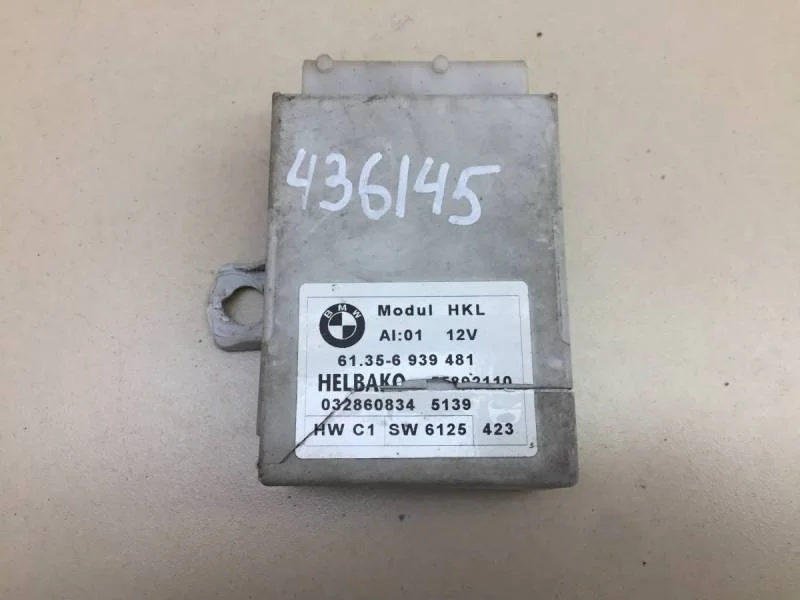 436145
BMW
Modul HKL
AI:01 12V
61.35-6 939 481
HELBAKO
032860834 5139
HW C1 SW 6125 423